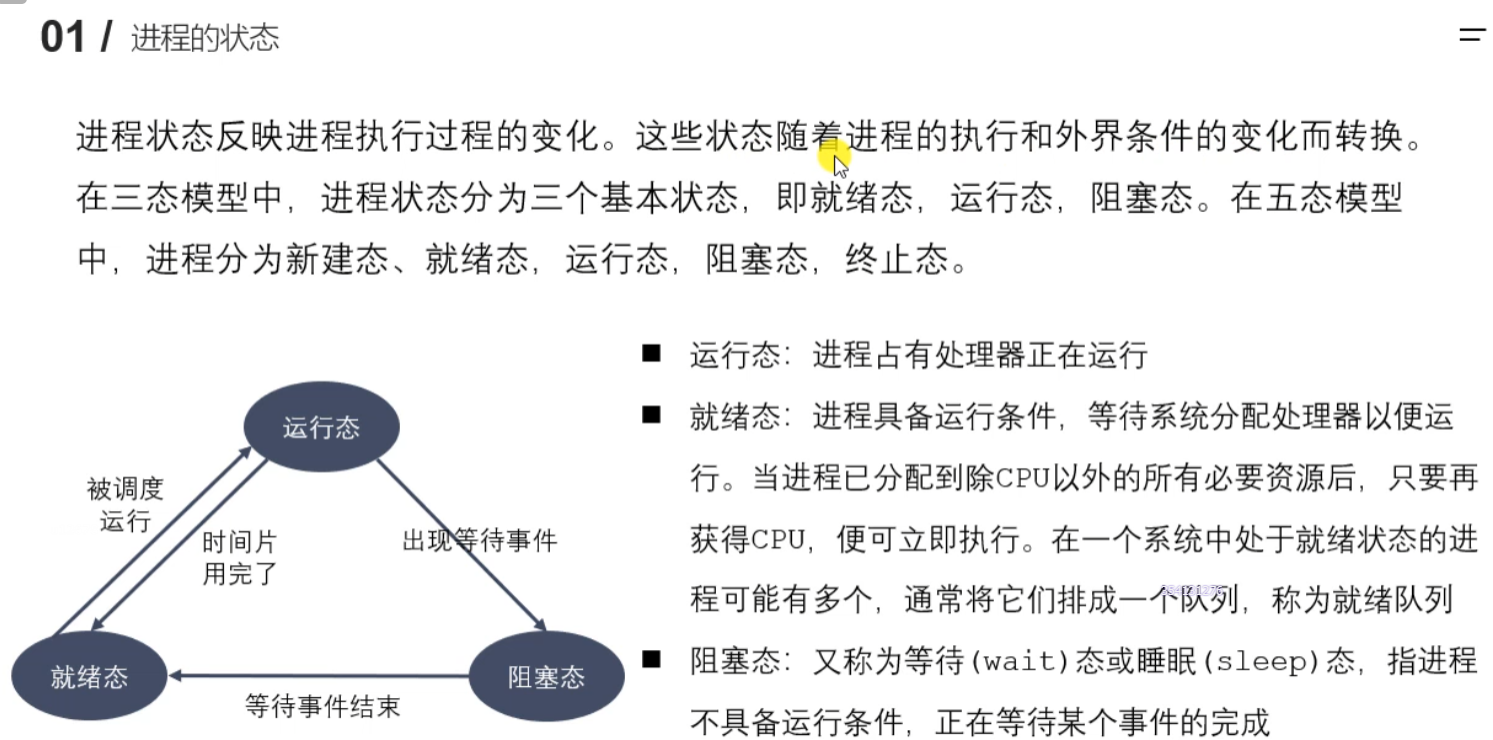 01 / 进程的状态
进程状态反映进程执行过程的变化。这些状态随着进程的执行和外界条件的变化而转换。
在三态模型中，进程状态分为三个基本状态，即就绪态，运行态，阻塞态。在五态模型
中，进程分为新建态、就绪态，运行态，阻塞态，终止态。
运行态
被调度
运行
时间片
用完了
出现等待事件
就绪态
阻塞态
等待事件结束
■ 运行态：进程占有处理器正在运行
■ 就绪态：进程具备运行条件，等待系统分配处理器以便运
行。当进程已分配到除CPU以外的所有必要资源后，只要再
获得CPU，便可立即执行。在一个系统中处于就绪状态的进
程可能有多个，通常将它们排成一个队列，称为就绪队列
■ 阻塞态：又称为等待(wait)态或睡眠(sleep)态，指进程
不具备运行条件，正在等待某个事件的完成